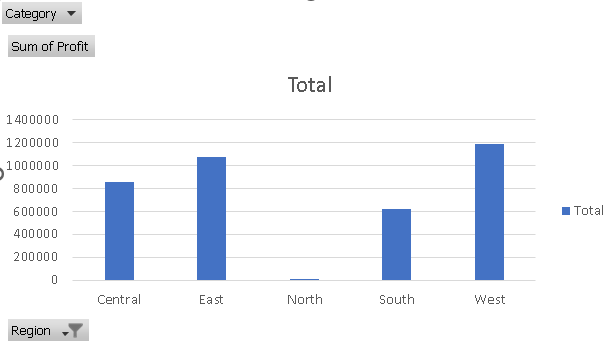 Category
Sum of Profit
Total
1400000
1200000
1000000
800000
600000
400000
200000
0
Central East North South West
Total
Region